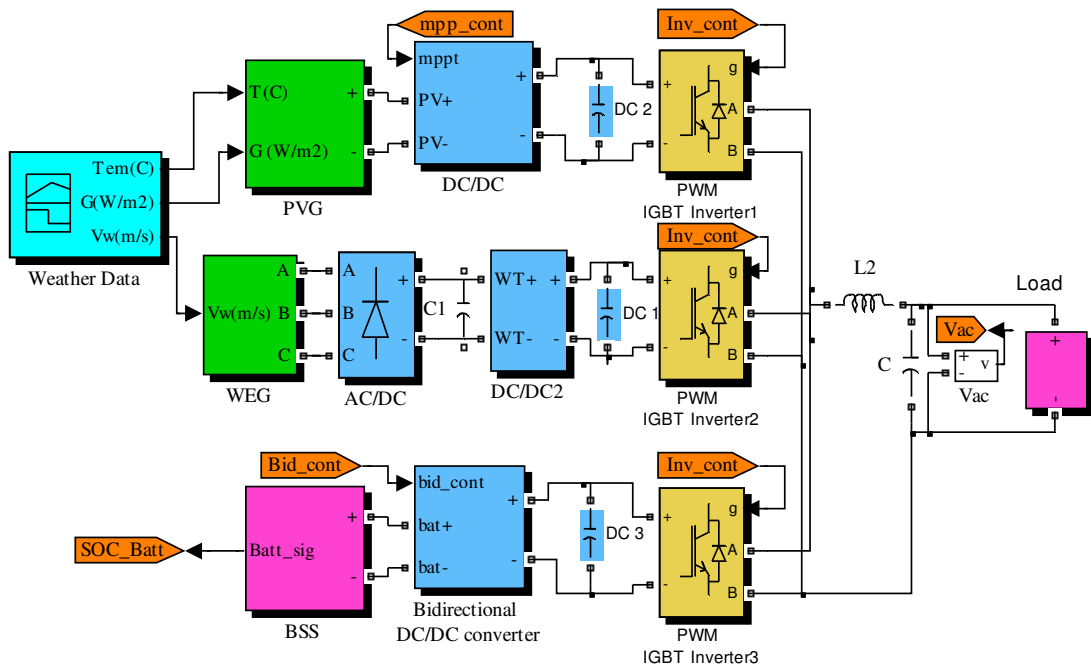 mpp_cont
Inv_cont
mppt
T(C)
+
PV+
G (W/m2)
-
PV-
+
-
DC 2
+
-
g
A
B
Tem(C)
G(W/m2)
Vw(m/s)
Weather Data
PVG
DC/DC
PWM
IGBT Inverter1
Inv_cont
Vw(m/s)
A
B
C
A
B
C
+
-
C1
WT+
WT-
+
-
DC 1
+
-
g
A
B
WEG
AC/DC
DC/DC2
PWM
IGBT Inverter2
L2
Load
Vac
C
+
-
v
Vac
+
-
Bid_cont
Inv_cont
bid_cont
SOC_Batt
Batt_sig
+
-
bat+
bat-
+
-
DC 3
+
-
g
A
B
BSS
Bidirectional
DC/DC converter
PWM
IGBT Inverter3